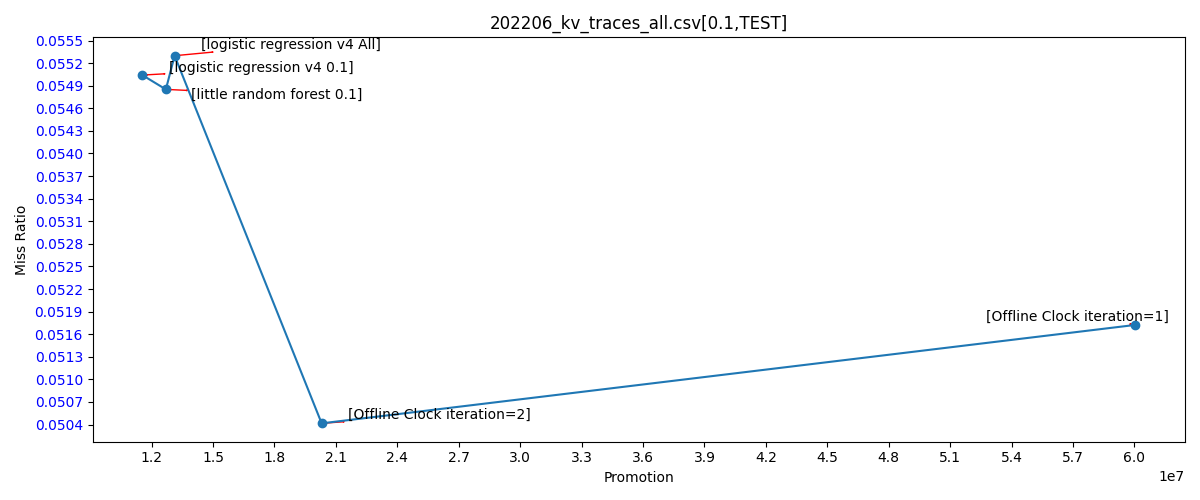 202206_kv_traces_all.csv[0.1,TEST]
0.0555
0.0552
0.0549
0.0546
0.0543
0.0540
0.0537
0.0534
0.0531
0.0528
0.0525
0.0522
0.0519
0.0516
0.0513
0.0510
0.0507
0.0504
Miss Ratio
[logistic regression v4 All]
[logistic regression v4 0.1]
[little random forest 0.1]
[Offline Clock iteration=1]
[Offline Clock iteration=2]
1.2 1.5 1.8 2.1 2.4 2.7 3.0 3.3 3.6 3.9 4.2 4.5 4.8 5.1 5.4 5.7 6.0
1e7
Promotion